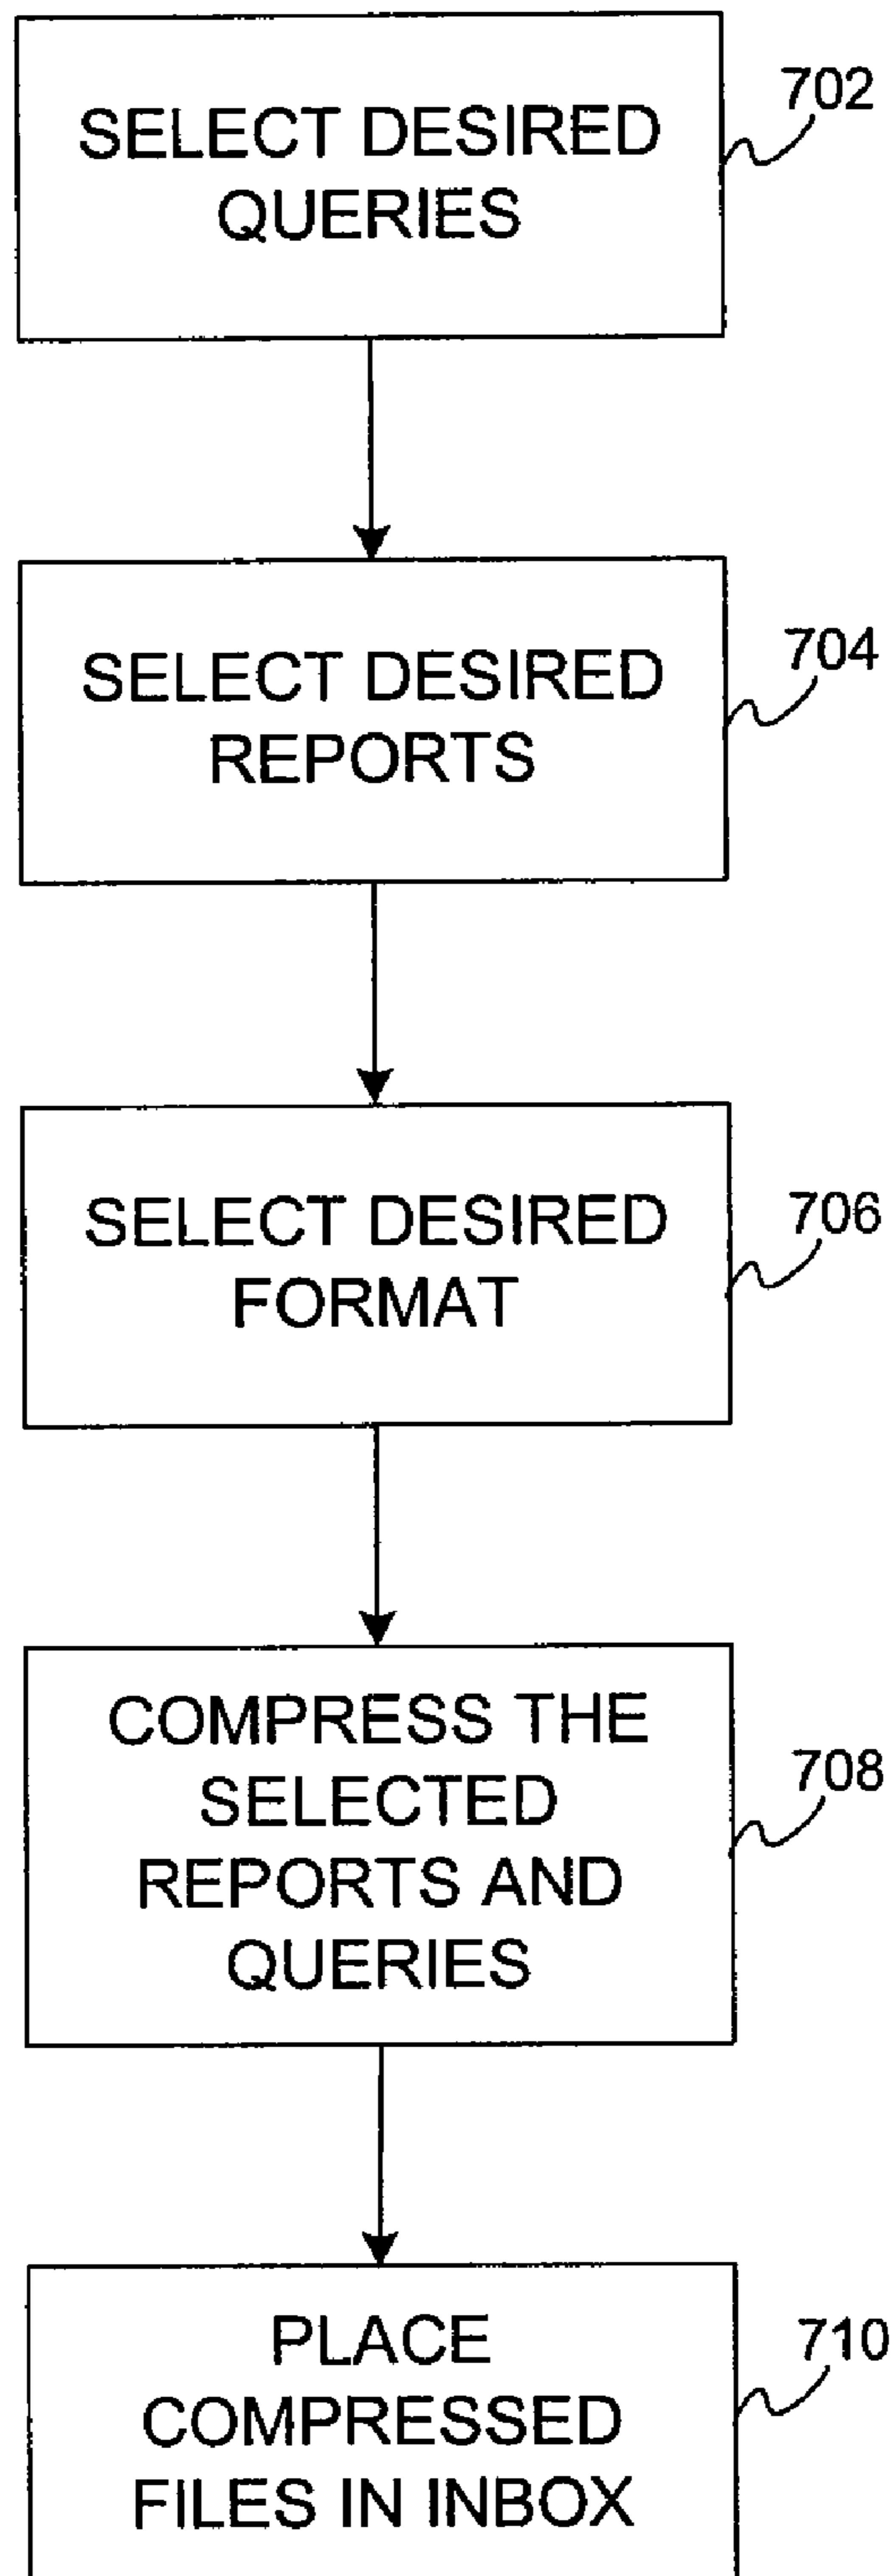 SELECT DESIRED
QUERIES
702
SELECT DESIRED
REPORTS
704
SELECT DESIRED
FORMAT
706
COMPRESS THE
SELECTED
REPORTS AND
QUERIES
708
PLACE
COMPRESSED
FILES IN INBOX
710